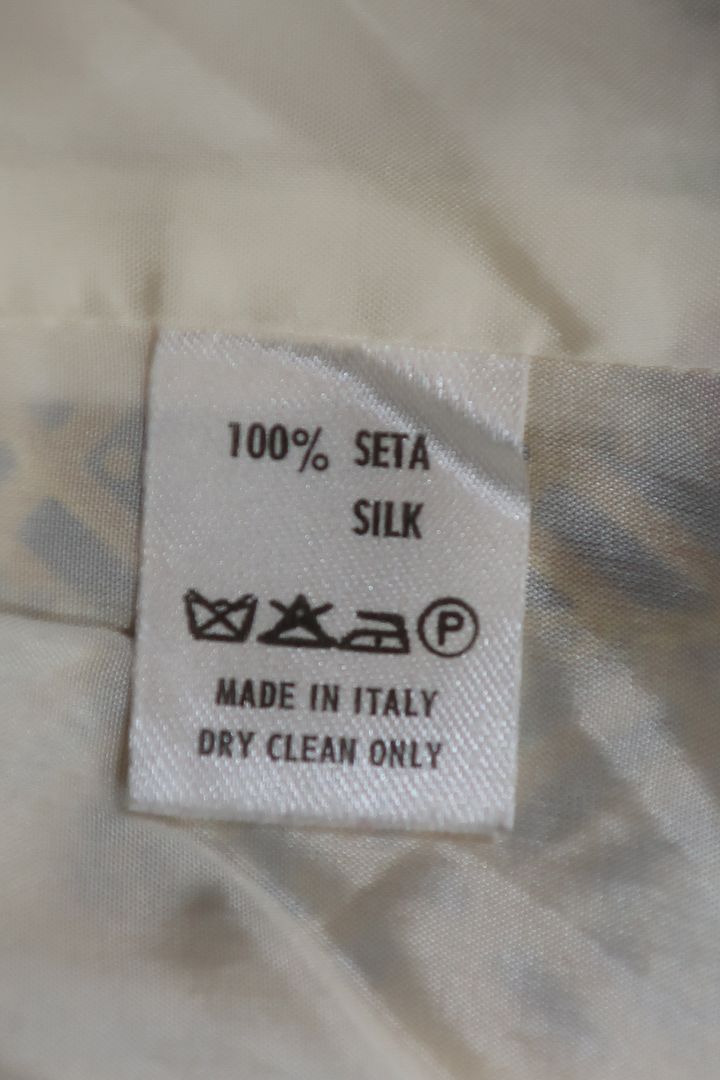 100% SETA
SILK
P
MADE IN ITALY
DRY CLEAN ONLY